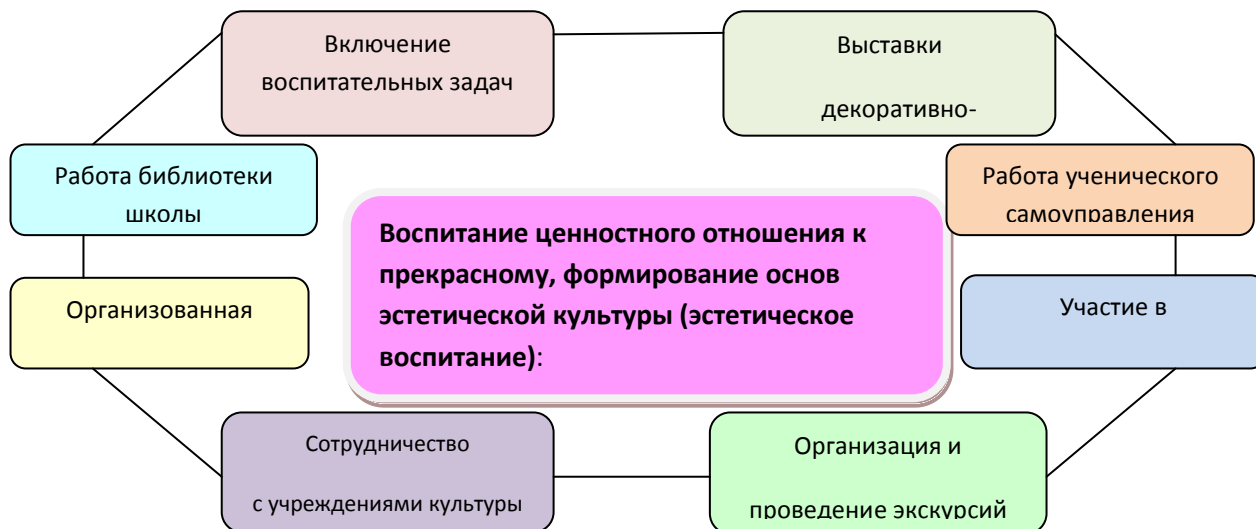 Включение
воспитательных задач
Выставки
декоративно-
Работа библиотеки
школы
Работа ученического
самоуправления
Воспитание ценностного отношения к
прекрасному, формирование основ
эстетической культуры (эстетическое
воспитание):
Организованная
Участие в
Сотрудничество
с учреждениями культуры
Организация и
проведение экскурсий